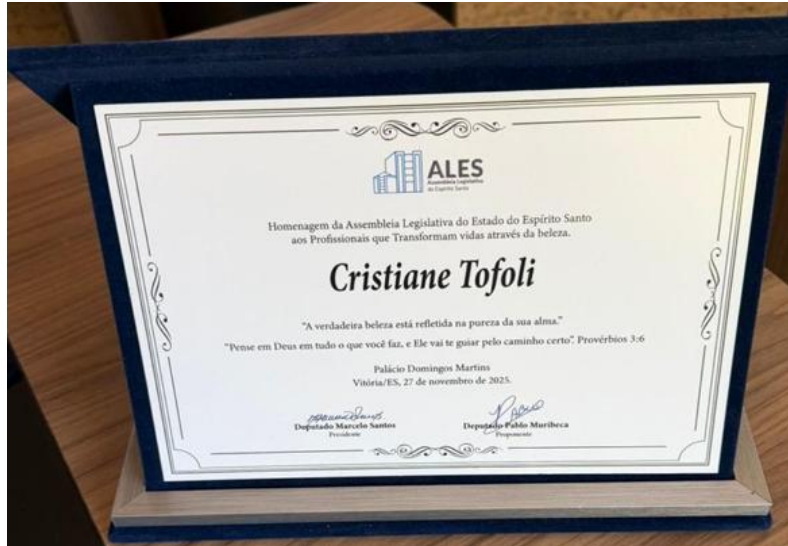 ALES
Assembleia Legislativa
do Espírito Santo
Homenagem da Assembleia Legislativa do Estado do Espírito Santo
aos Profissionais que Transformam vidas através da beleza.
Cristiane Tofoli
"A verdadeira beleza está refletida na pureza da sua alma."
"Pense em Deus em tudo o que você faz, e Ele vai te guiar pelo caminho certo". Provérbios 3:6
Palácio Domingos Martins
Vitória/ES, 27 de novembro de 2025.
Deputado Marcelo Santos
Presidente
Deputado Pablo Muribeca
Proponente